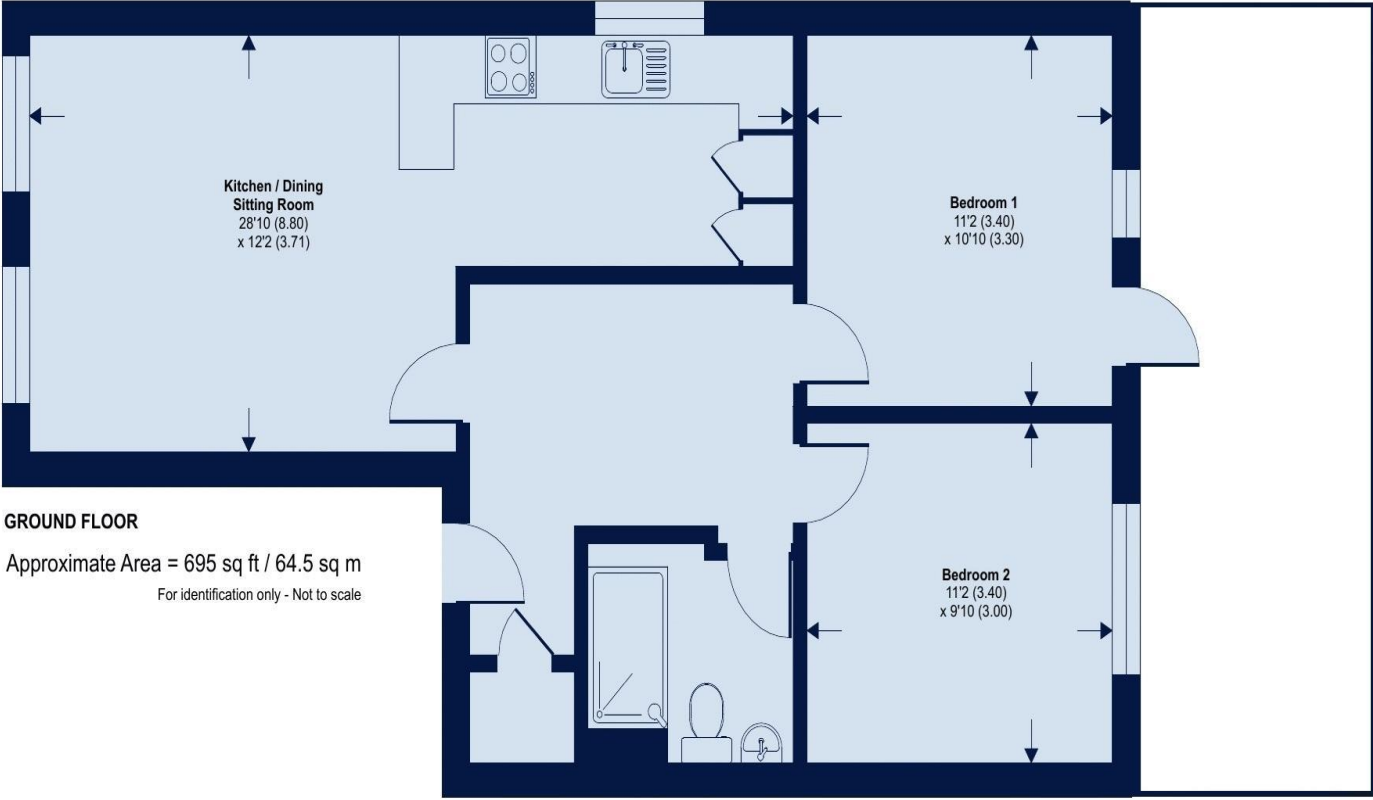 Kitchen / Dining
Sitting Room
28'10 (8.80)
x 12'2 (3.71)
Bedroom 1
11'2 (3.40)
x 10'10 (3.30)
GROUND FLOOR
Approximate Area = 695 sq ft / 64.5 sq m
For identification only - Not to scale
Bedroom 2
11'2 (3.40)
x 9'10 (3.00)